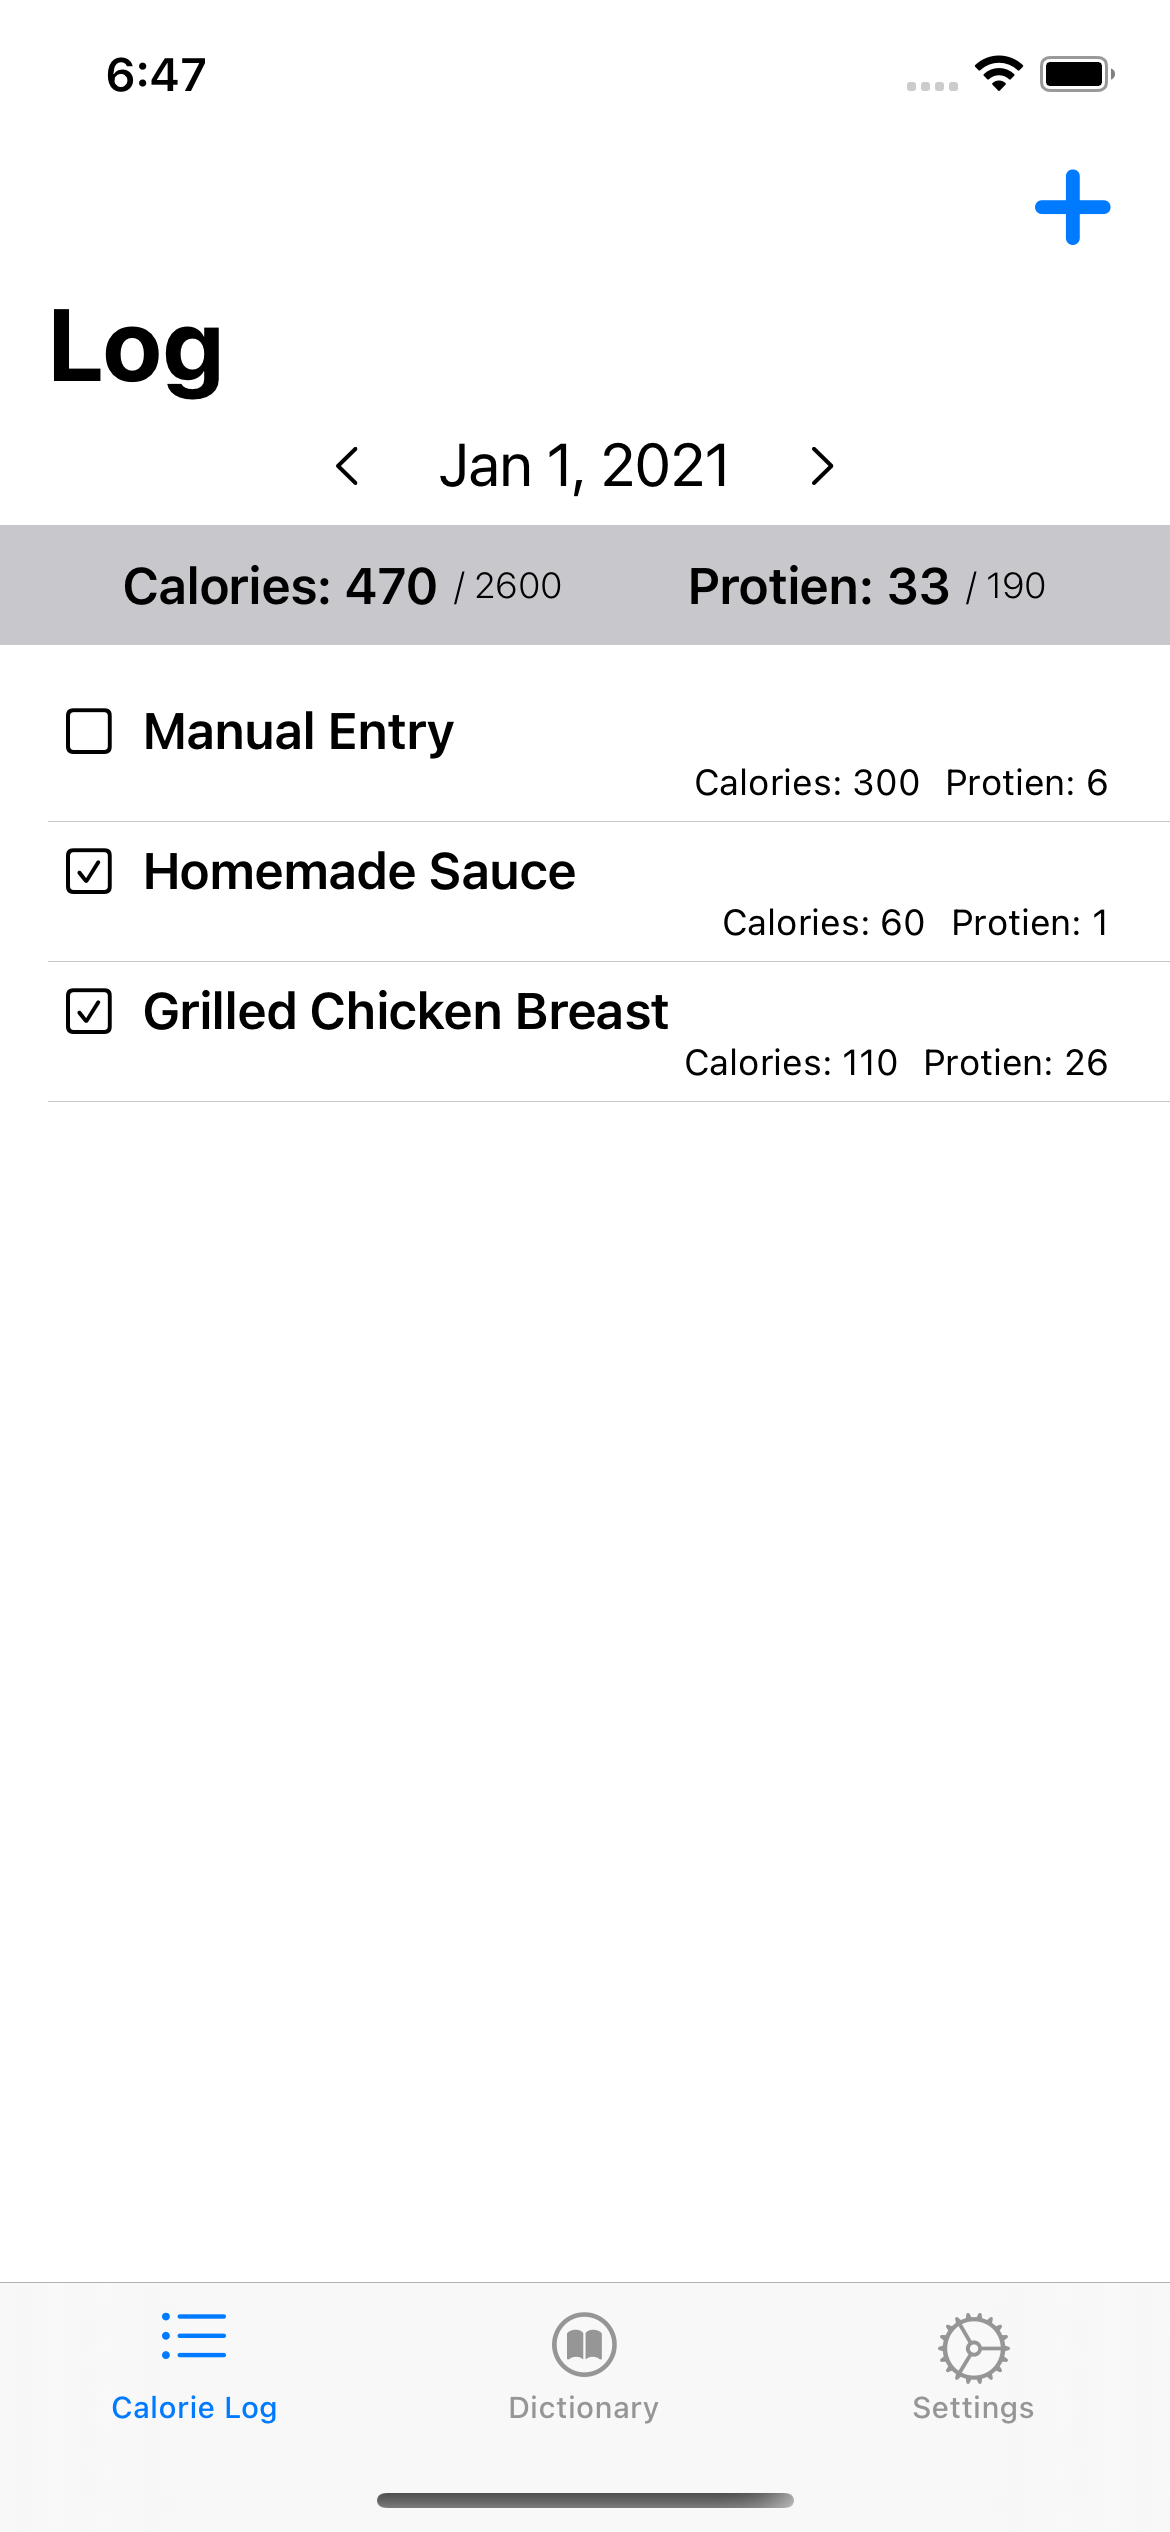 6:47
Log
Jan 1, 2021
Calories: 470 / 2600 Protien: 33 / 190
Manual Entry
Calories: 300 Protien: 6
Homemade Sauce
Calories: 60 Protien: 1
Grilled Chicken Breast
Calories: 110 Protien: 26
Calorie Log Dictionary Settings